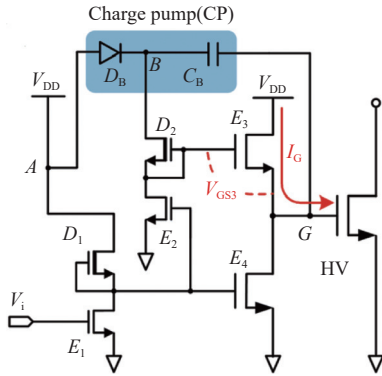 Charge pump(CP)
V_DD
D_B
B
C_B
V_DD
D_2
E_3
A
I_G
V_GS3
E_2
G
D_1
HV
E_4
V_i
E_1